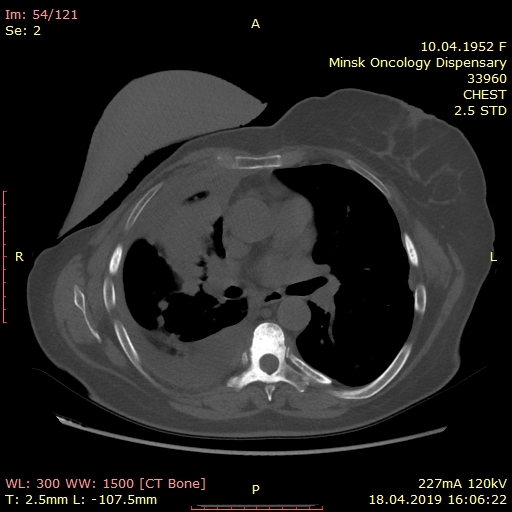 Im: 54/121
Se: 2
A
10.04.1952 F
Minsk Oncology Dispensary
33960
CHEST
2.5 STD
R
L
WL: 300 WW: 1500 [CT Bone]
T: 2.5mm L: -107.5mm
P
227mA 120kV
18.04.2019 16:06:22